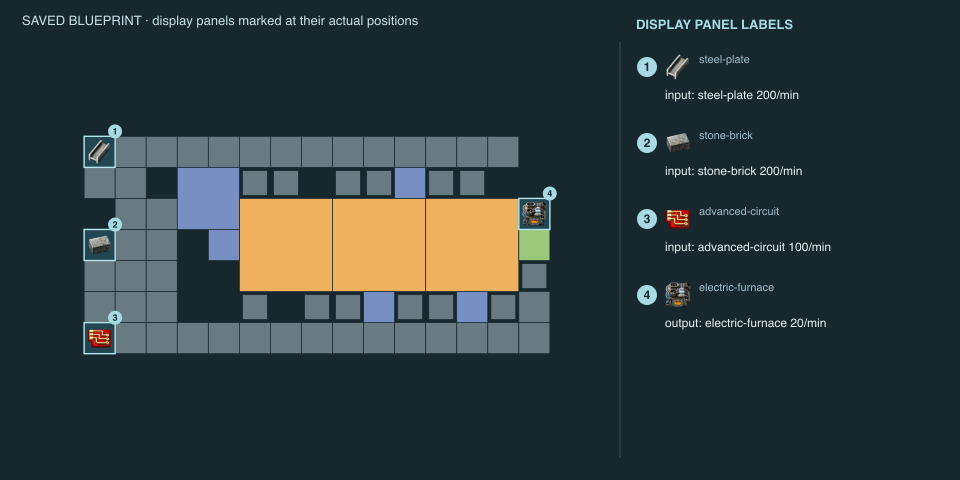 SAVED BLUEPRINT · display panels marked at their actual positions
DISPLAY PANEL LABELS
1
steel-plate
input: steel-plate 200/min
2
stone-brick
input: stone-brick 200/min
3
advanced-circuit
input: advanced-circuit 100/min
4
electric-furnace
output: electric-furnace 20/min
1
4
2
3